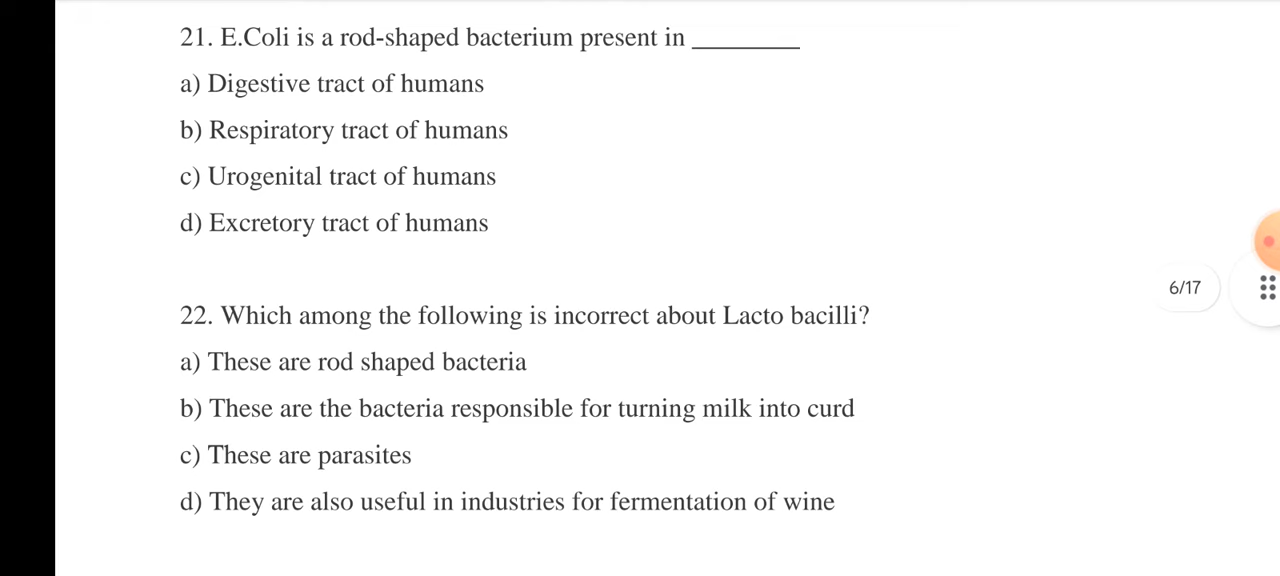 21. E.Coli is a rod-shaped bacterium present in ________
a) Digestive tract of humans
b) Respiratory tract of humans
c) Urogenital tract of humans
d) Excretory tract of humans
6/17
22. Which among the following is incorrect about Lacto bacilli?
a) These are rod shaped bacteria
b) These are the bacteria responsible for turning milk into curd
c) These are parasites
d) They are also useful in industries for fermentation of wine